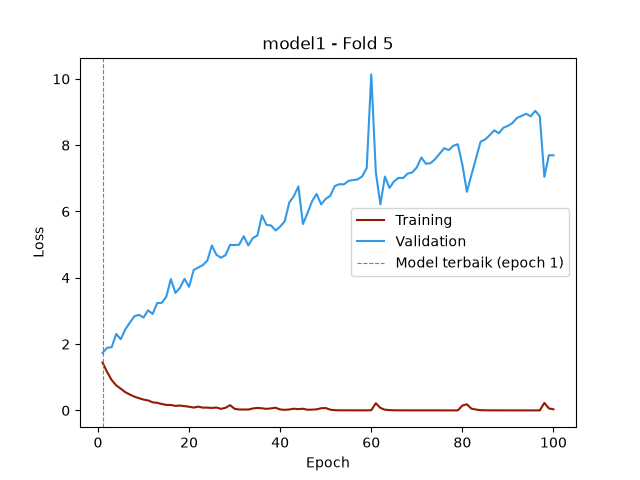 model1 - Fold 5
Loss
10
8
6
4
2
0
Training
Validation
Model terbaik (epoch 1)
0
20
40
60
80
100
Epoch